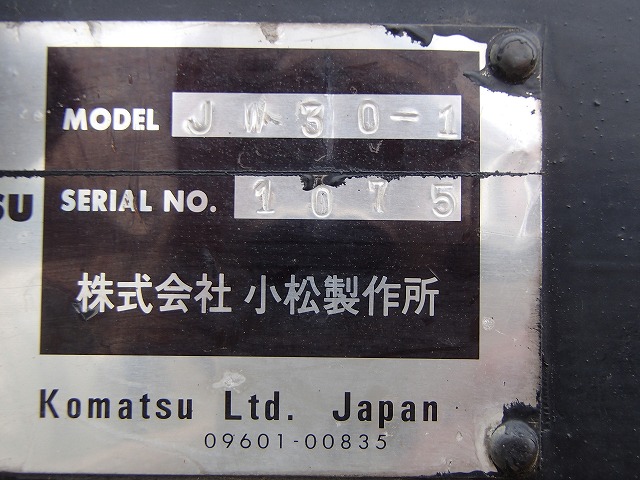 MODEL JW30-1
SU SERIAL NO. 1075
株式会社 小松製作所
Komatsu Ltd. Japan
09601-00835